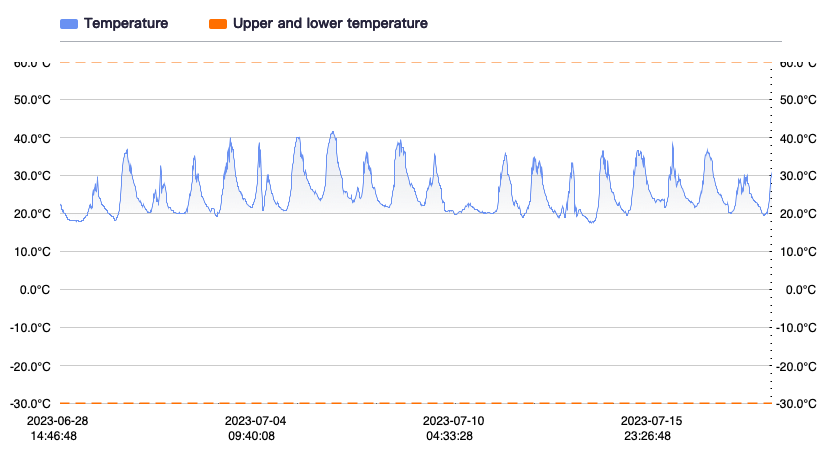 Temperature Upper and lower temperature
60.0°C 60.0°C
50.0°C 50.0°C
40.0°C 40.0°C
30.0°C 30.0°C
20.0°C 20.0°C
10.0°C 10.0°C
0.0°C 0.0°C
-10.0°C -10.0°C
-20.0°C -20.0°C
-30.0°C -30.0°C
2023-06-28 2023-07-04 2023-07-10 2023-07-15
14:46:48 09:40:08 04:33:28 23:26:48